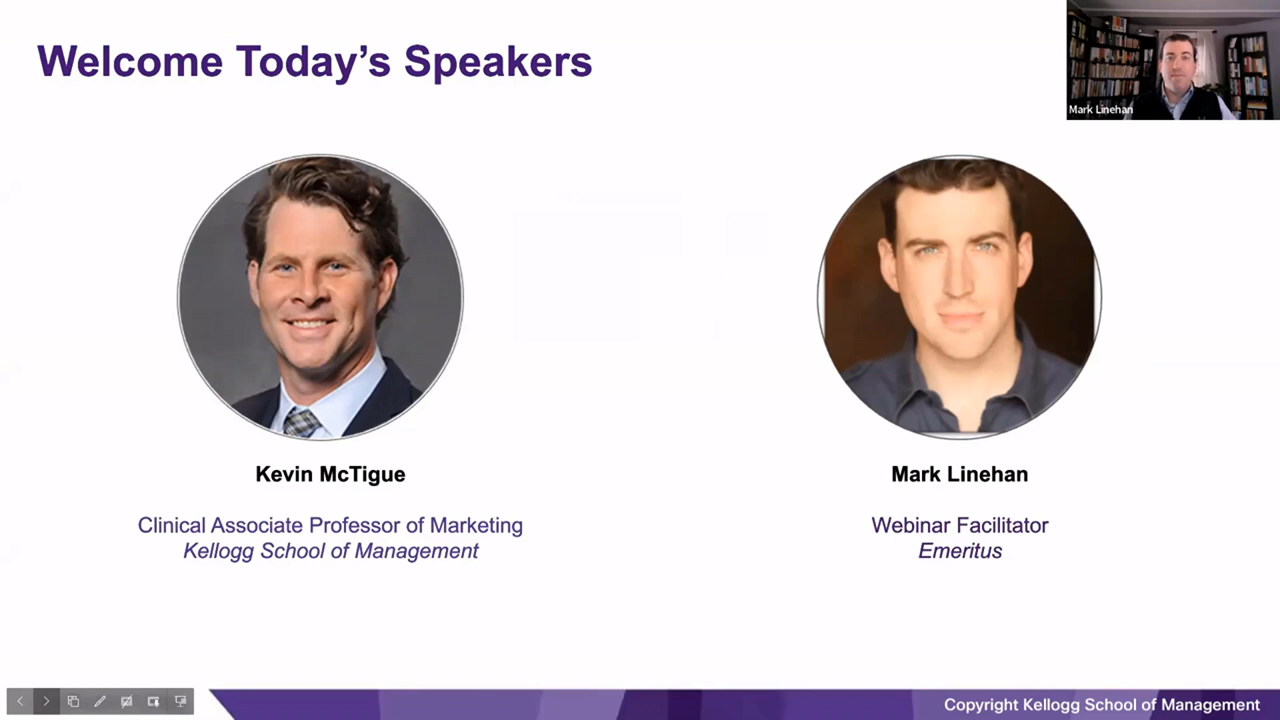 Welcome Today’s Speakers
Mark Linehan
Kevin McTigue
Clinical Associate Professor of Marketing
Kellogg School of Management
Mark Linehan
Webinar Facilitator
Emeritus
Copyright Kellogg School of Management